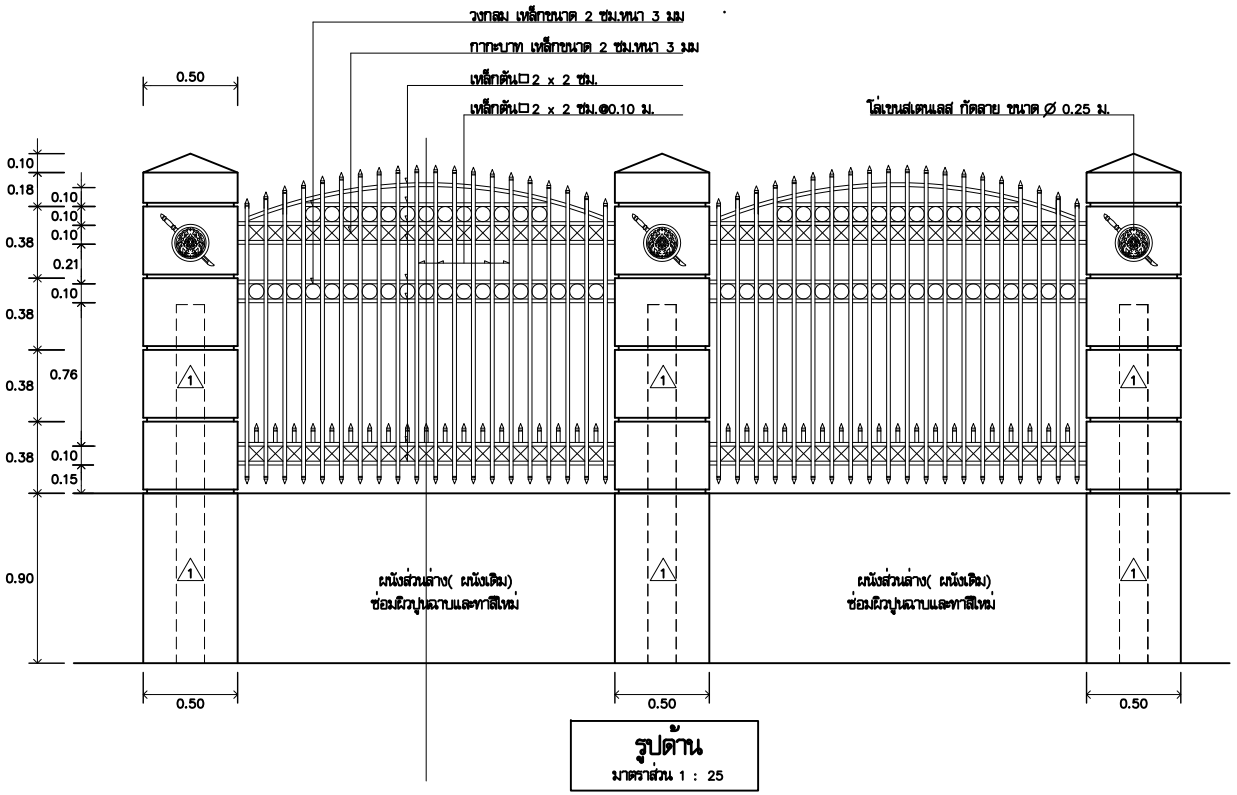 วงกลม เหล็กขนาด 2 ซม.หนา 3 มม
กากะบาท เหล็กขนาด 2 ซม.หนา 3 มม
0.50
เหล็กตัน□2 x 2 ซม.
เหล็กตัน□2 x 2 ซม.@0.10 ม.
โล่เขนสเตนเลส กัดลาย ขนาด Ø 0.25 ม.
0.10
0.18
0.10
0.10
0.38
0.10
0.21
0.10
0.38
0.38
0.76
1
1
1
0.38
0.10
0.15
0.90
1
1
1
ผนังส่วนล่าง( ผนังเดิม)
ซ่อมผิวปูนฉาบและทาสีใหม่
ผนังส่วนล่าง( ผนังเดิม)
ซ่อมผิวปูนฉาบและทาสีใหม่
0.50
0.50
0.50
รูปด้าน
มาตราส่วน 1 : 25